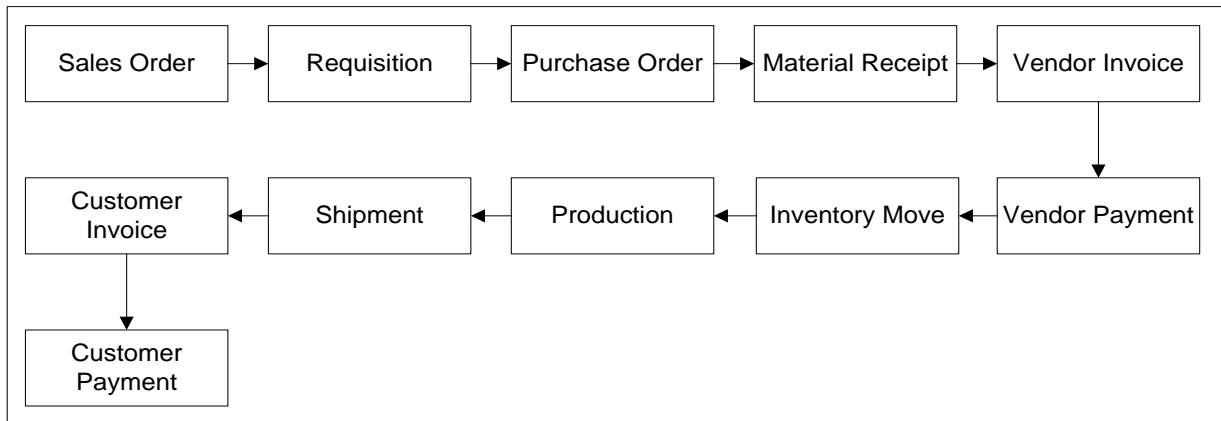 Sales Order
Requisition
Purchase Order
Material Receipt
Vendor Invoice
Vendor Payment
Inventory Move
Production
Shipment
Customer
Invoice
Customer
Payment